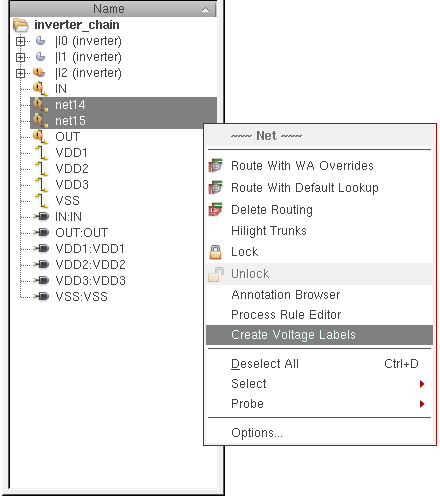 Name
inverter_chain
|I0 (inverter)
|I1 (inverter)
|I2 (inverter)
IN
net14
net15
OUT
VDD1
VDD2
VDD3
VSS
IN:IN
OUT:OUT
VDD1:VDD1
VDD2:VDD2
VDD3:VDD3
VSS:VSS
~~~ Net ~~~
Route With WA Overrides
Route With Default Lookup
Delete Routing
Hilight Trunks
Lock
Unlock
Annotation Browser
Process Rule Editor
Create Voltage Labels
Deselect All Ctrl+D
Select
Probe
Options...